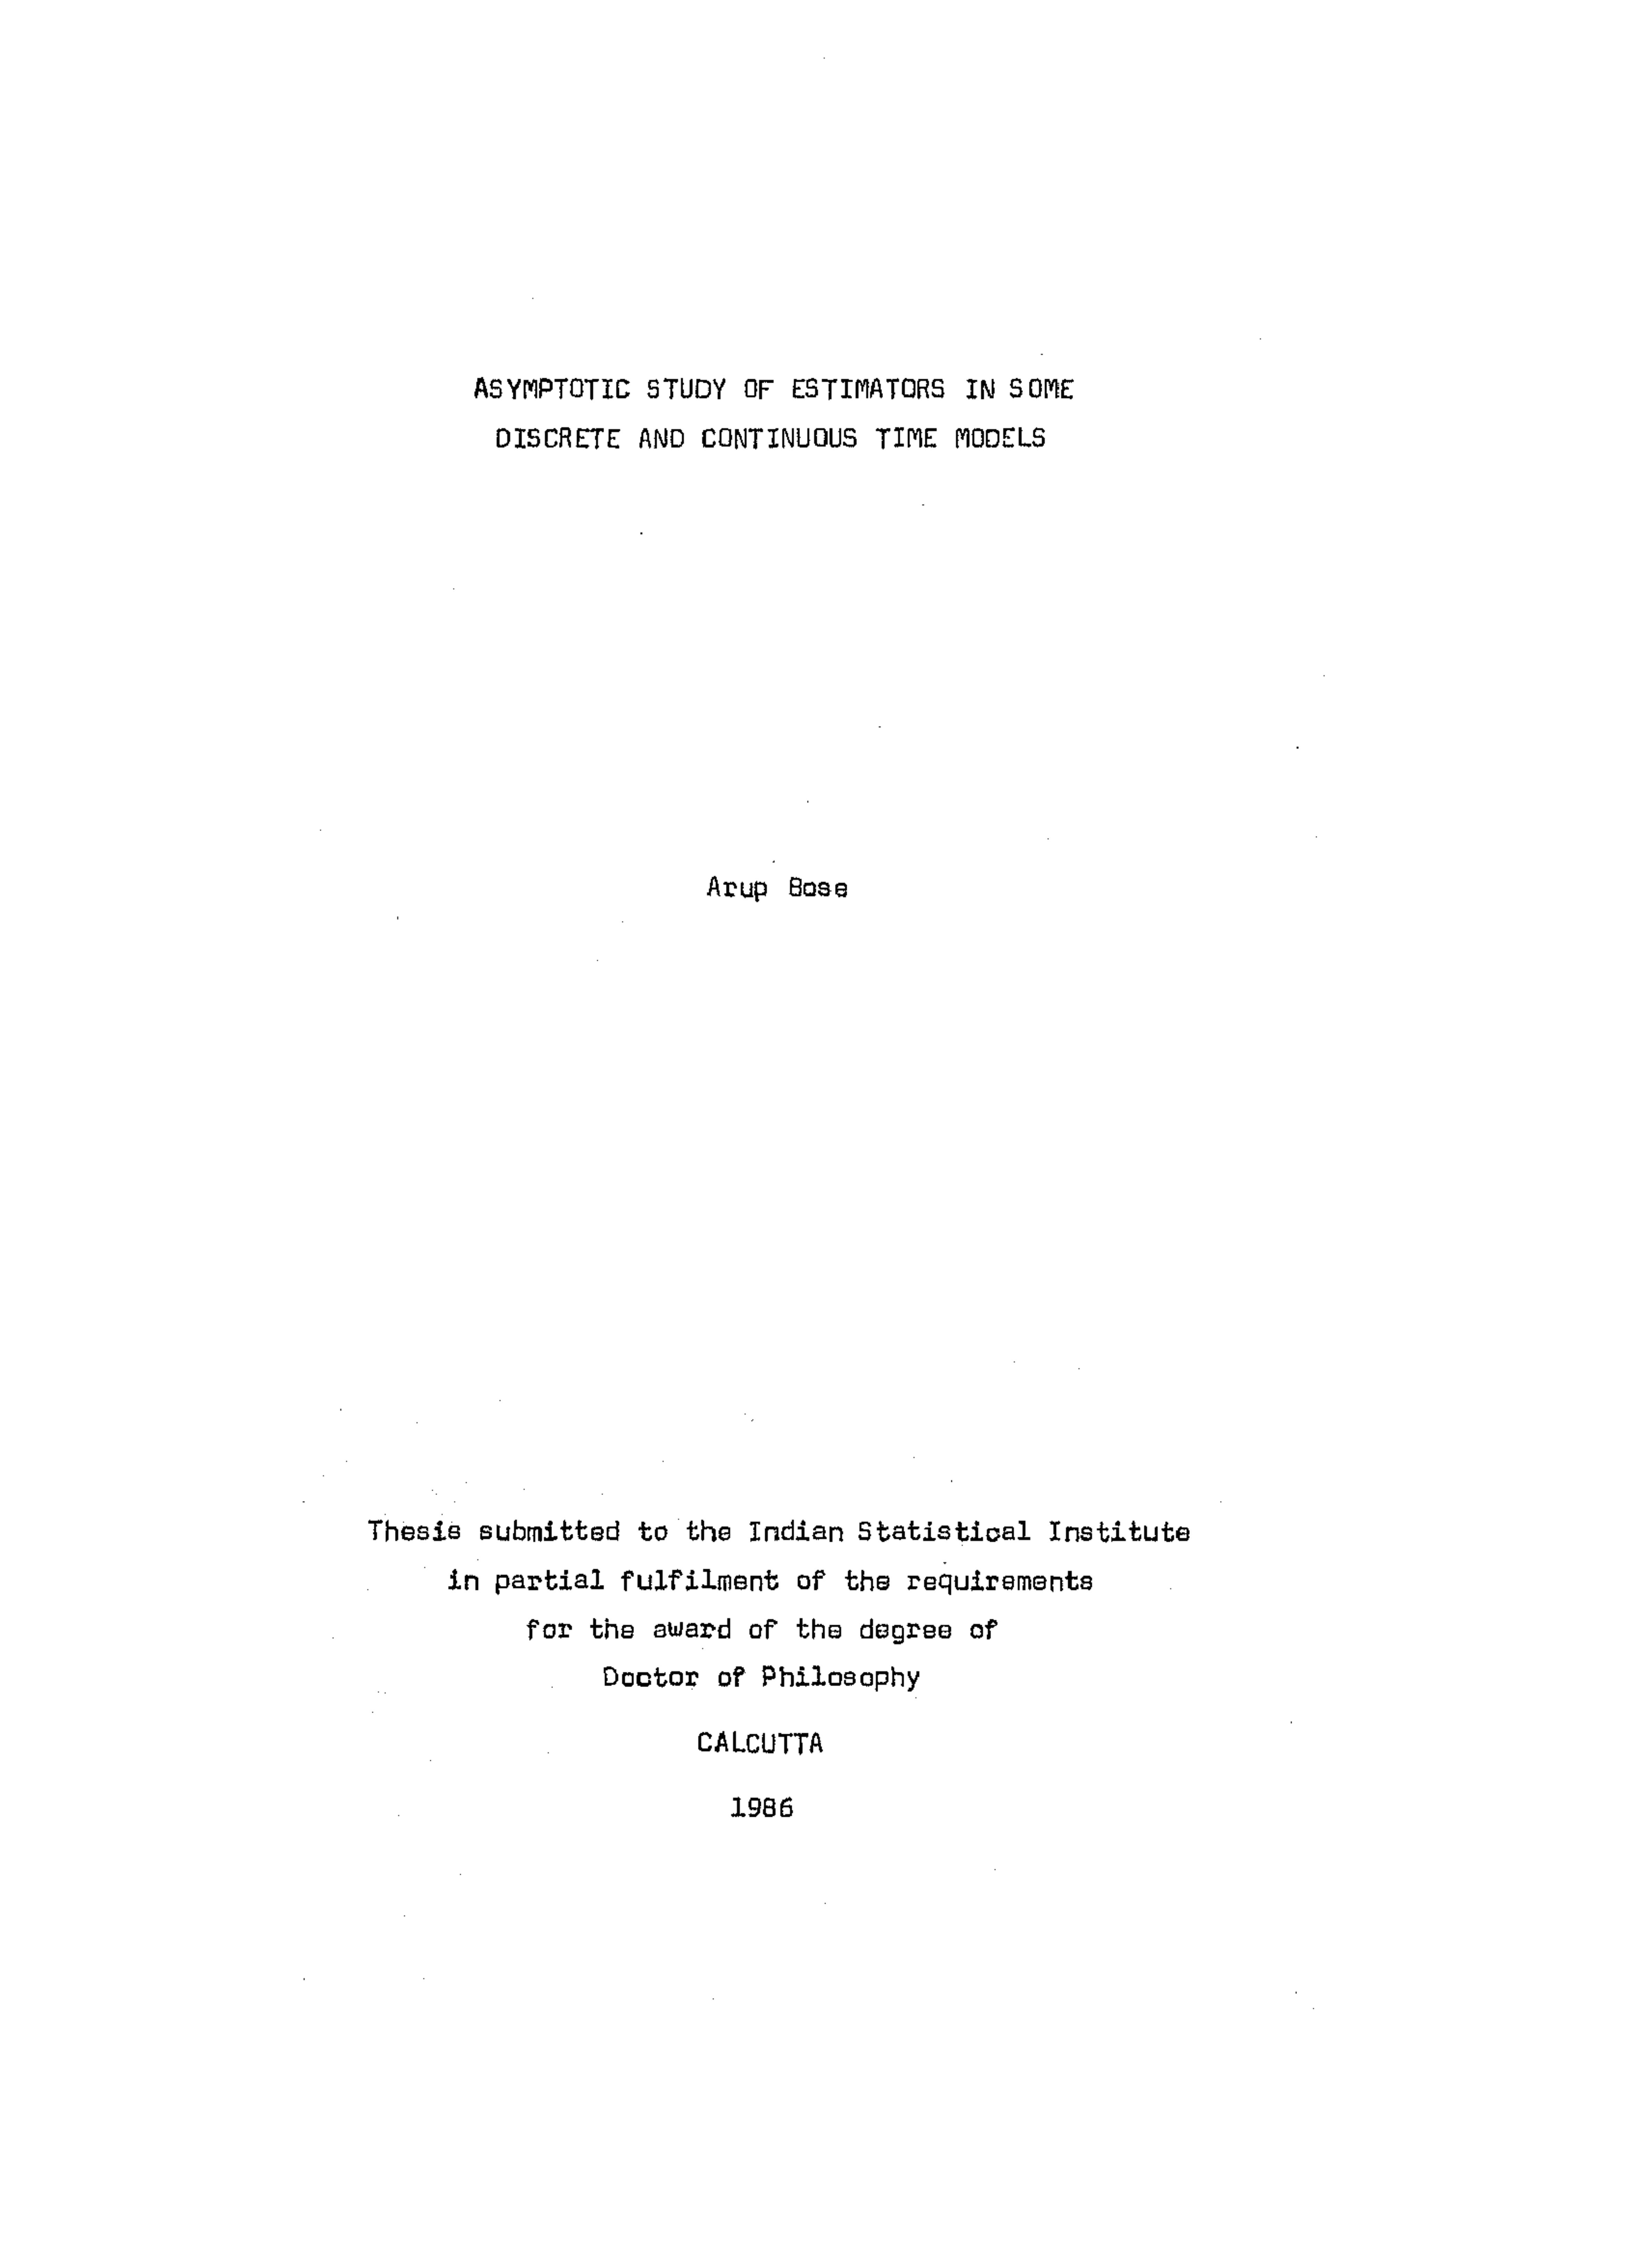 ASYMPTOTIC STUDY OF ESTIMATORS IN SOME
DISCRETE AND CONTINUOUS TIME MODELS
Arup Bose
Thesis submitted to the Indian Statistical Institute
in partial fulfilment of the requirements
for the award of the degree of
Doctor of Philosophy
CALCUTTA
1986